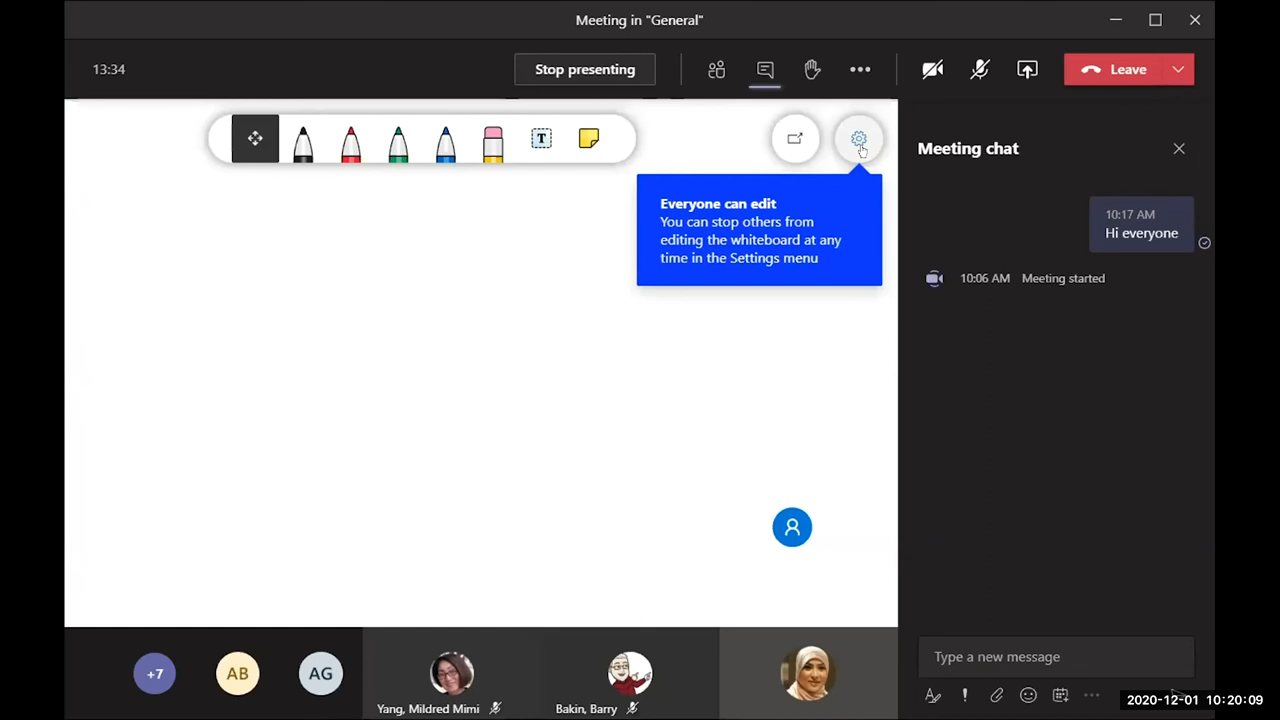 Meeting in "General"
13:34
Stop presenting
Leave
T
Everyone can edit
You can stop others from
editing the whiteboard at any
time in the Settings menu
Meeting chat
10:17 AM
Hi everyone
10:06 AM Meeting started
+7
AB
AG
Yang, Mildred Mimi
Bakin, Barry
Type a new message
2020-12-01 10:20:09